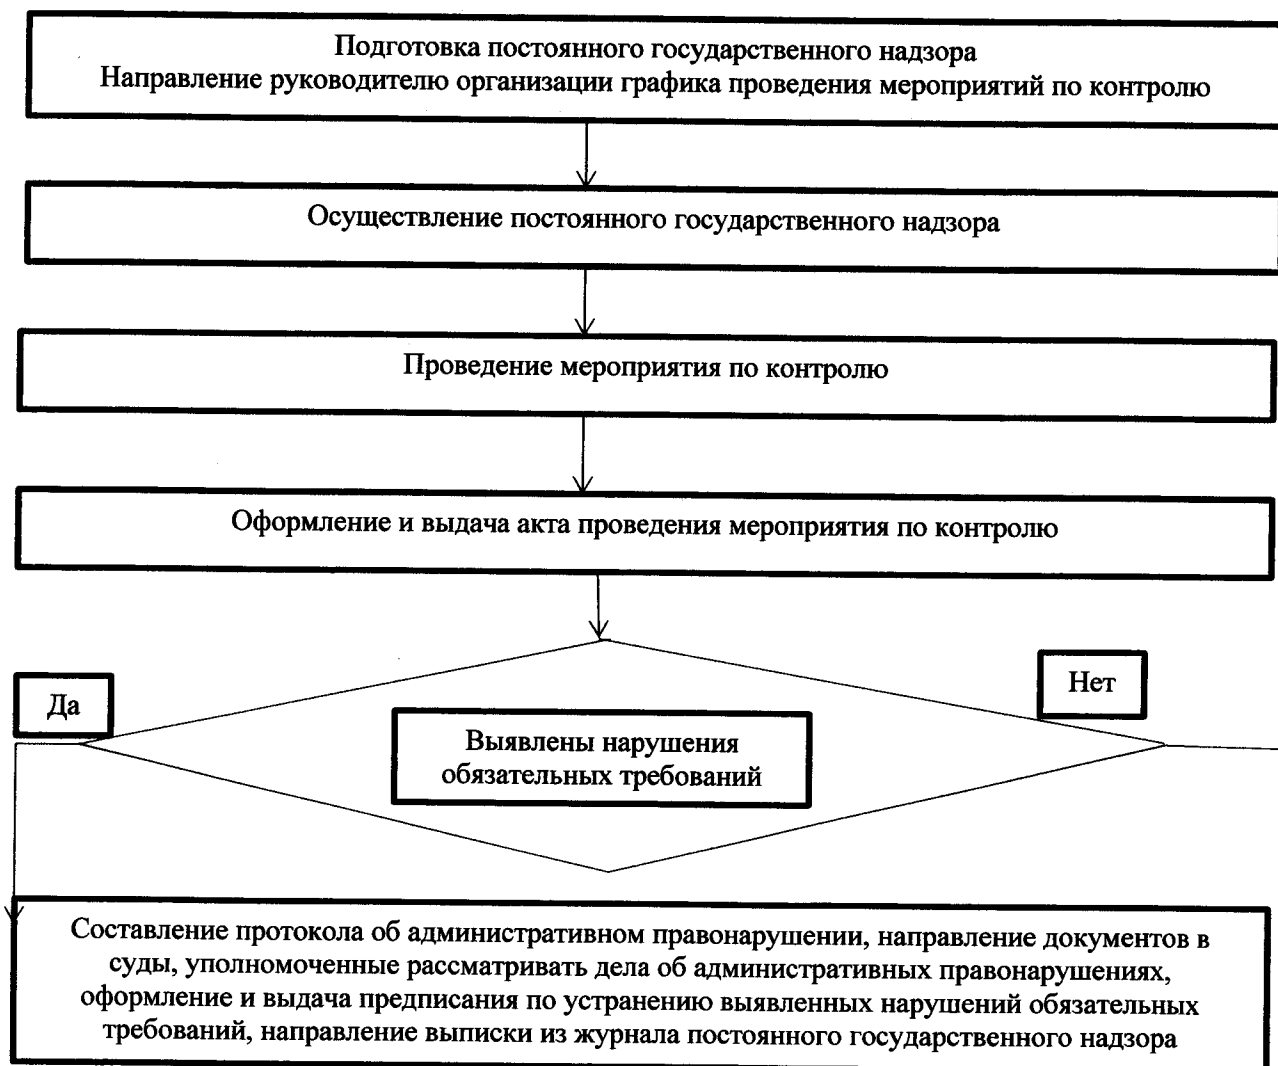 Подготовка постоянного государственного надзора
Направление руководителю организации графика проведения мероприятий по контролю
Осуществление постоянного государственного надзора
Проведение мероприятия по контролю
Оформление и выдача акта проведения мероприятия по контролю
Да
Нет
Выявлены нарушения
обязательных требований
Составление протокола об административном правонарушении, направление документов в
суды, уполномоченные рассматривать дела об административных правонарушениях,
оформление и выдача предписания по устранению выявленных нарушений обязательных
требований, направление выписки из журнала постоянного государственного надзора